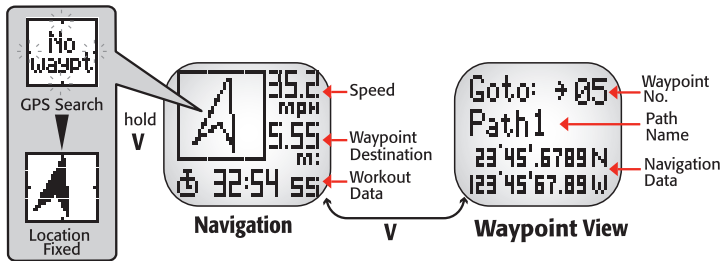 No
waypt
GPS Search
Location
Fixed
hold
V
35.2
MPH
5.55
M:
32:54 55
Navigation
Speed
Waypoint
Destination
Workout
Data
V
Goto: → 05
Path1
23°45'.6789 N
123°45'67.89 W
Waypoint View
Waypoint
No.
Path
Name
Navigation
Data